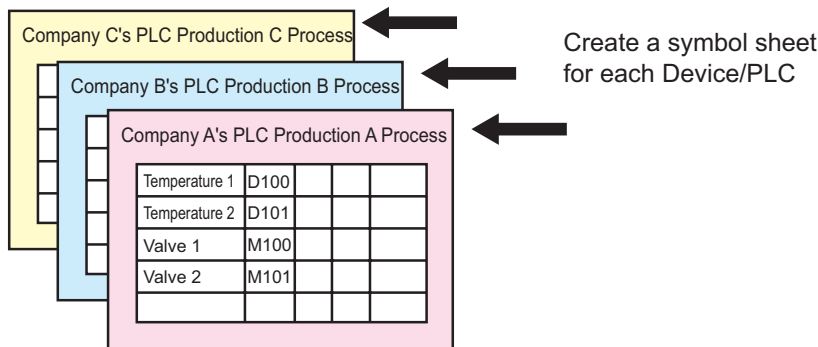 Company C's PLC Production C Process
Company B's PLC Production B Process
Company A's PLC Production A Process
Temperature 1 D100
Temperature 2 D101
Valve 1 M100
Valve 2 M101
Create a symbol sheet
for each Device/PLC